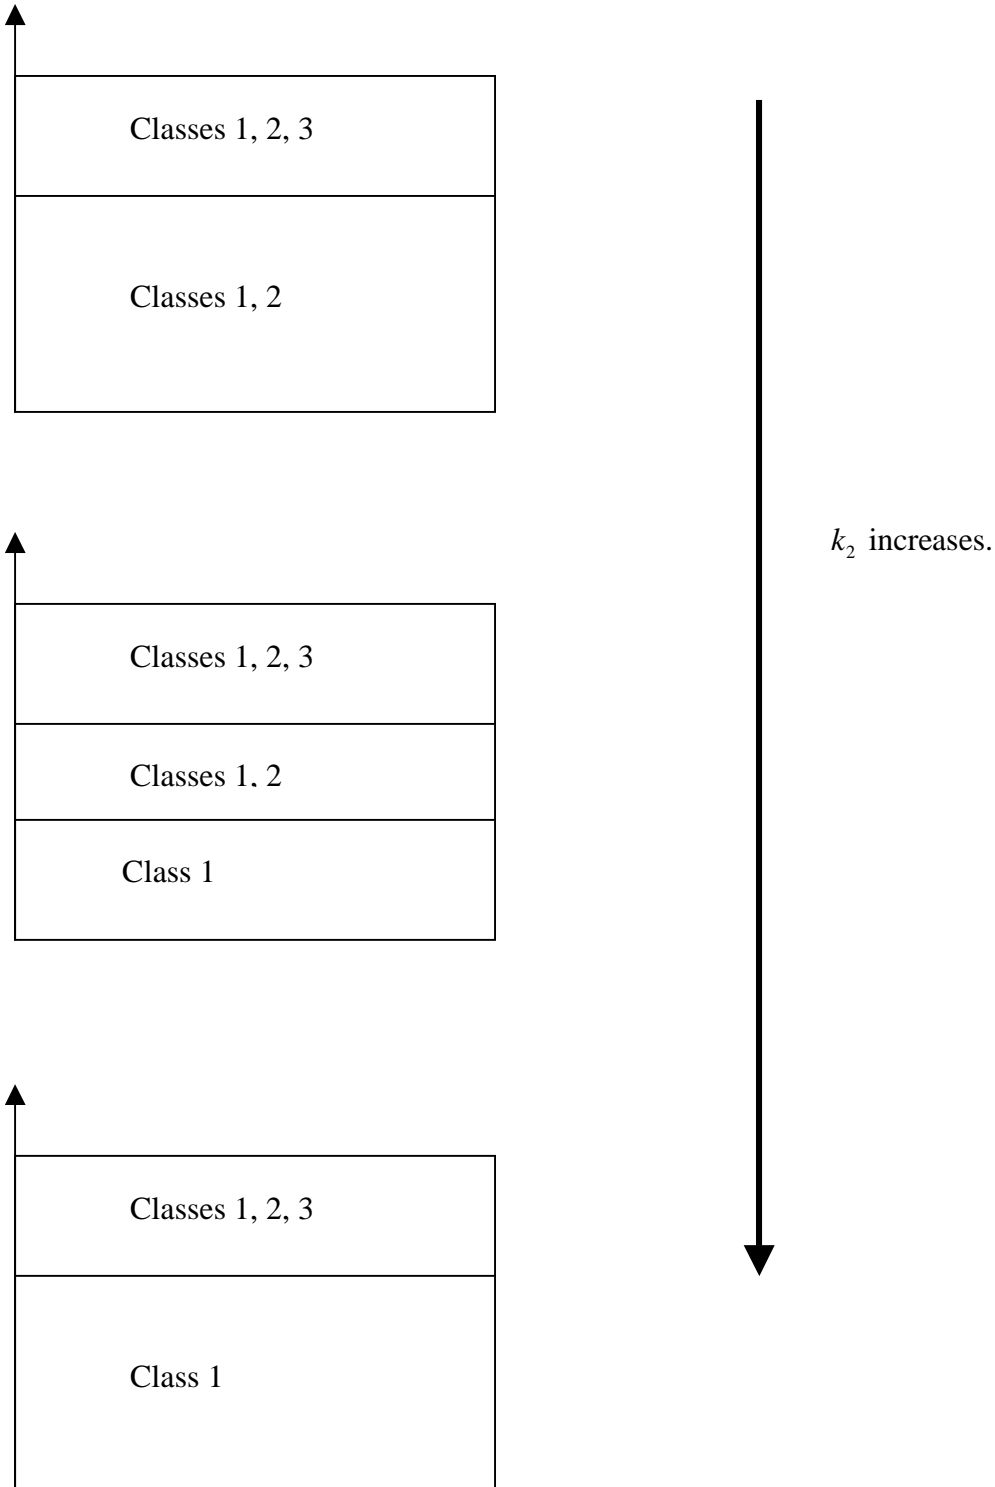 Classes 1, 2, 3
Classes 1, 2
k₂ increases.
Classes 1, 2, 3
Classes 1, 2
Class 1
Classes 1, 2, 3
Class 1